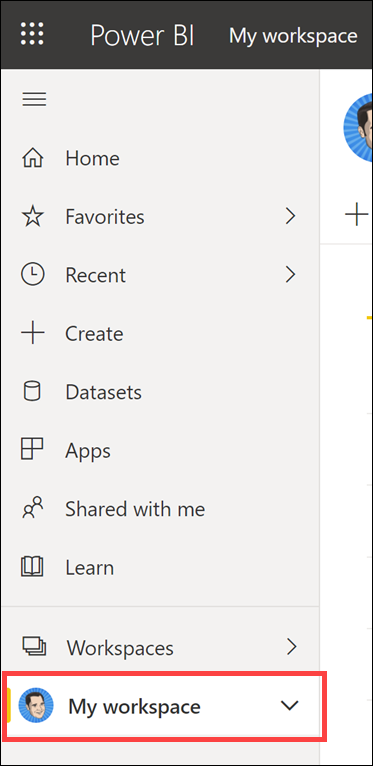 Power BI My workspace
Home
Favorites
Recent
Create
Datasets
Apps
Shared with me
Learn
Workspaces
My workspace